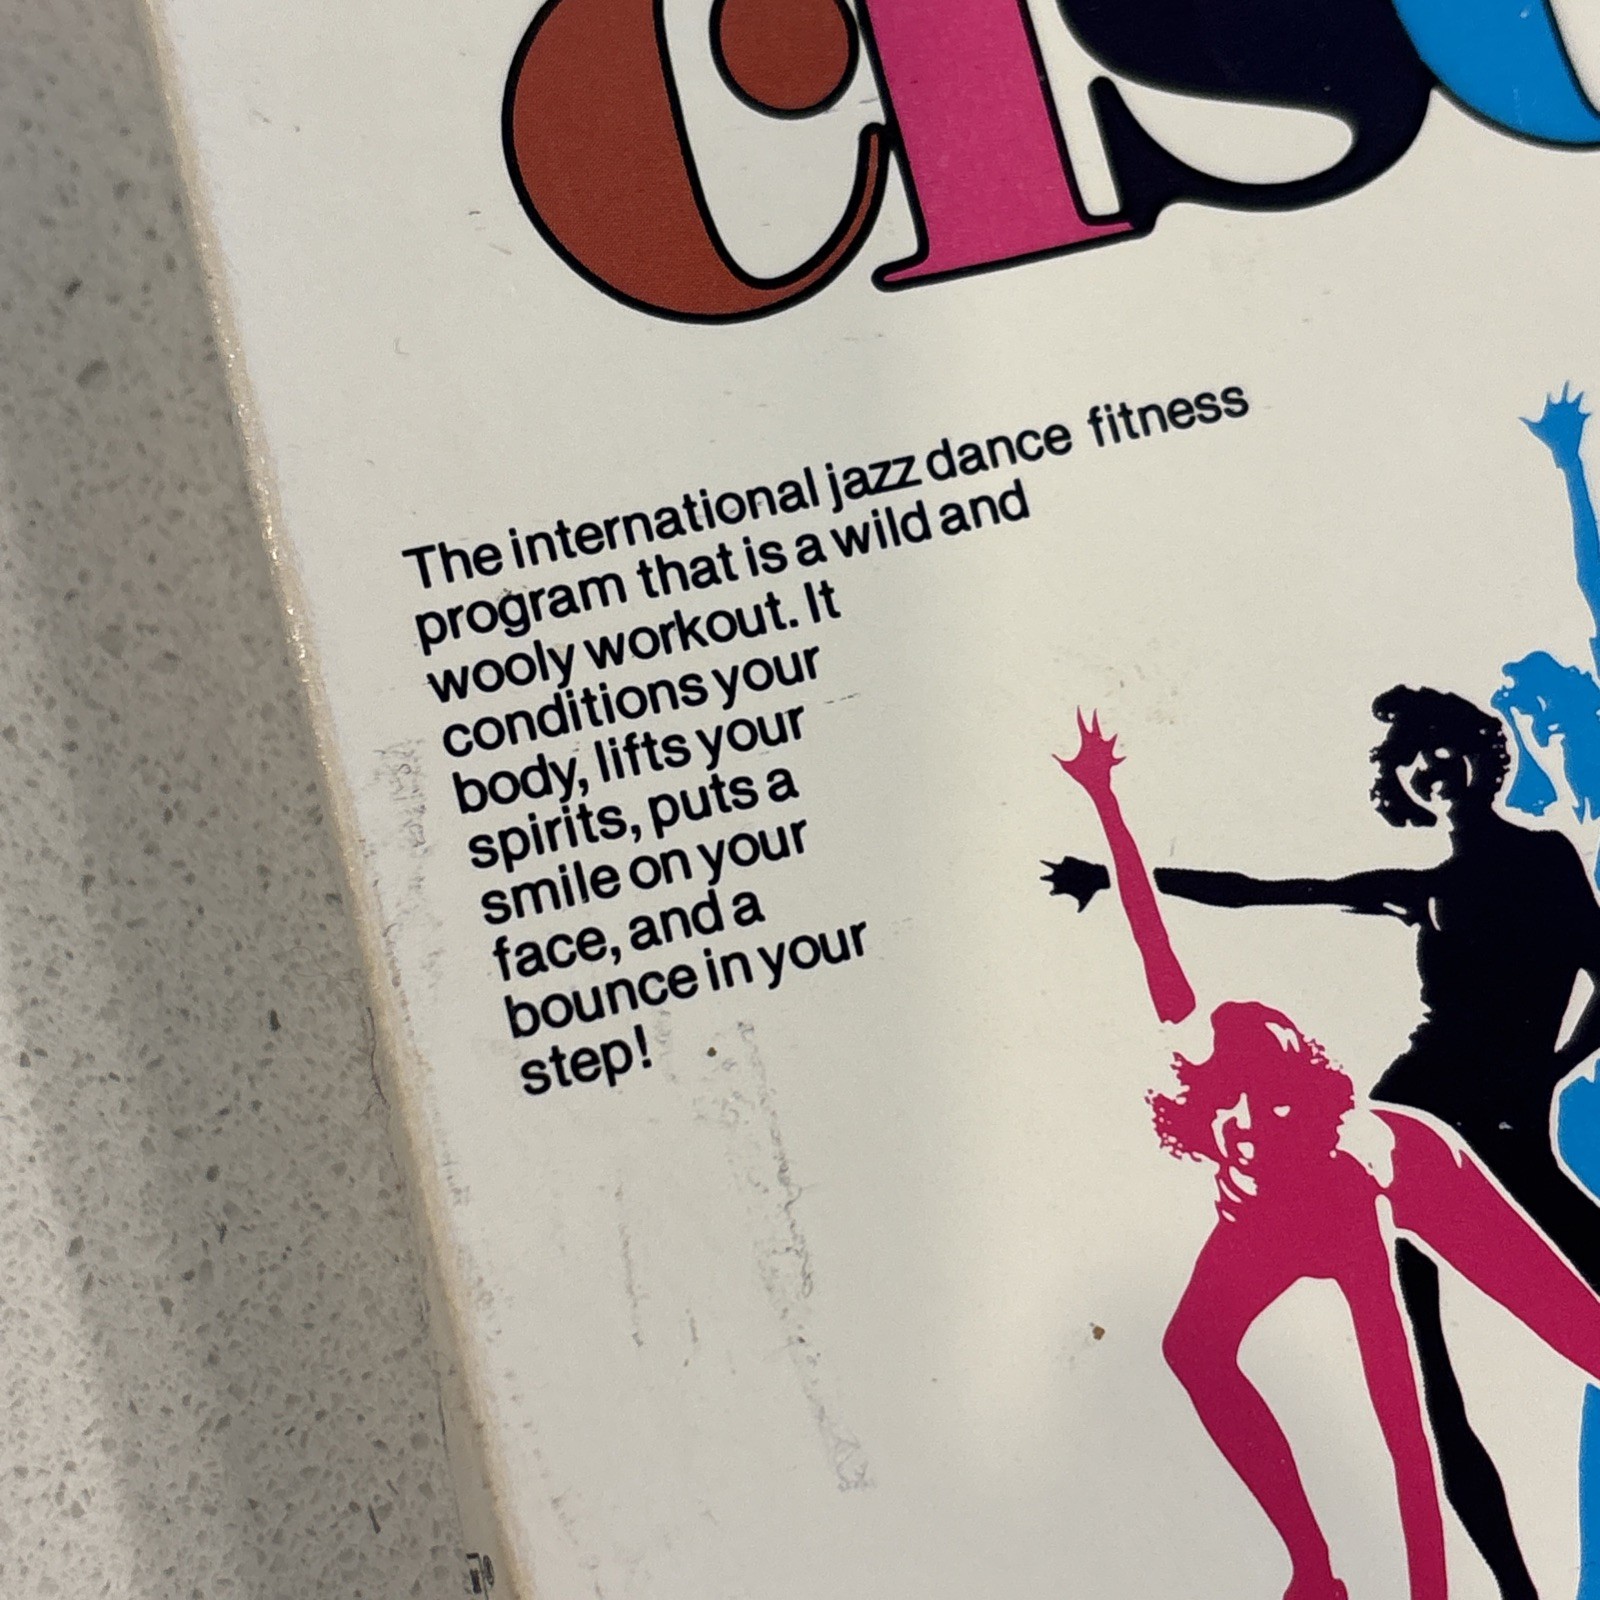 cise
The international jazz dance fitness
program that is a wild and
wooly workout. It
conditions your
body, lifts your
spirits, puts a
smile on your
face, and a
bounce in your
step!